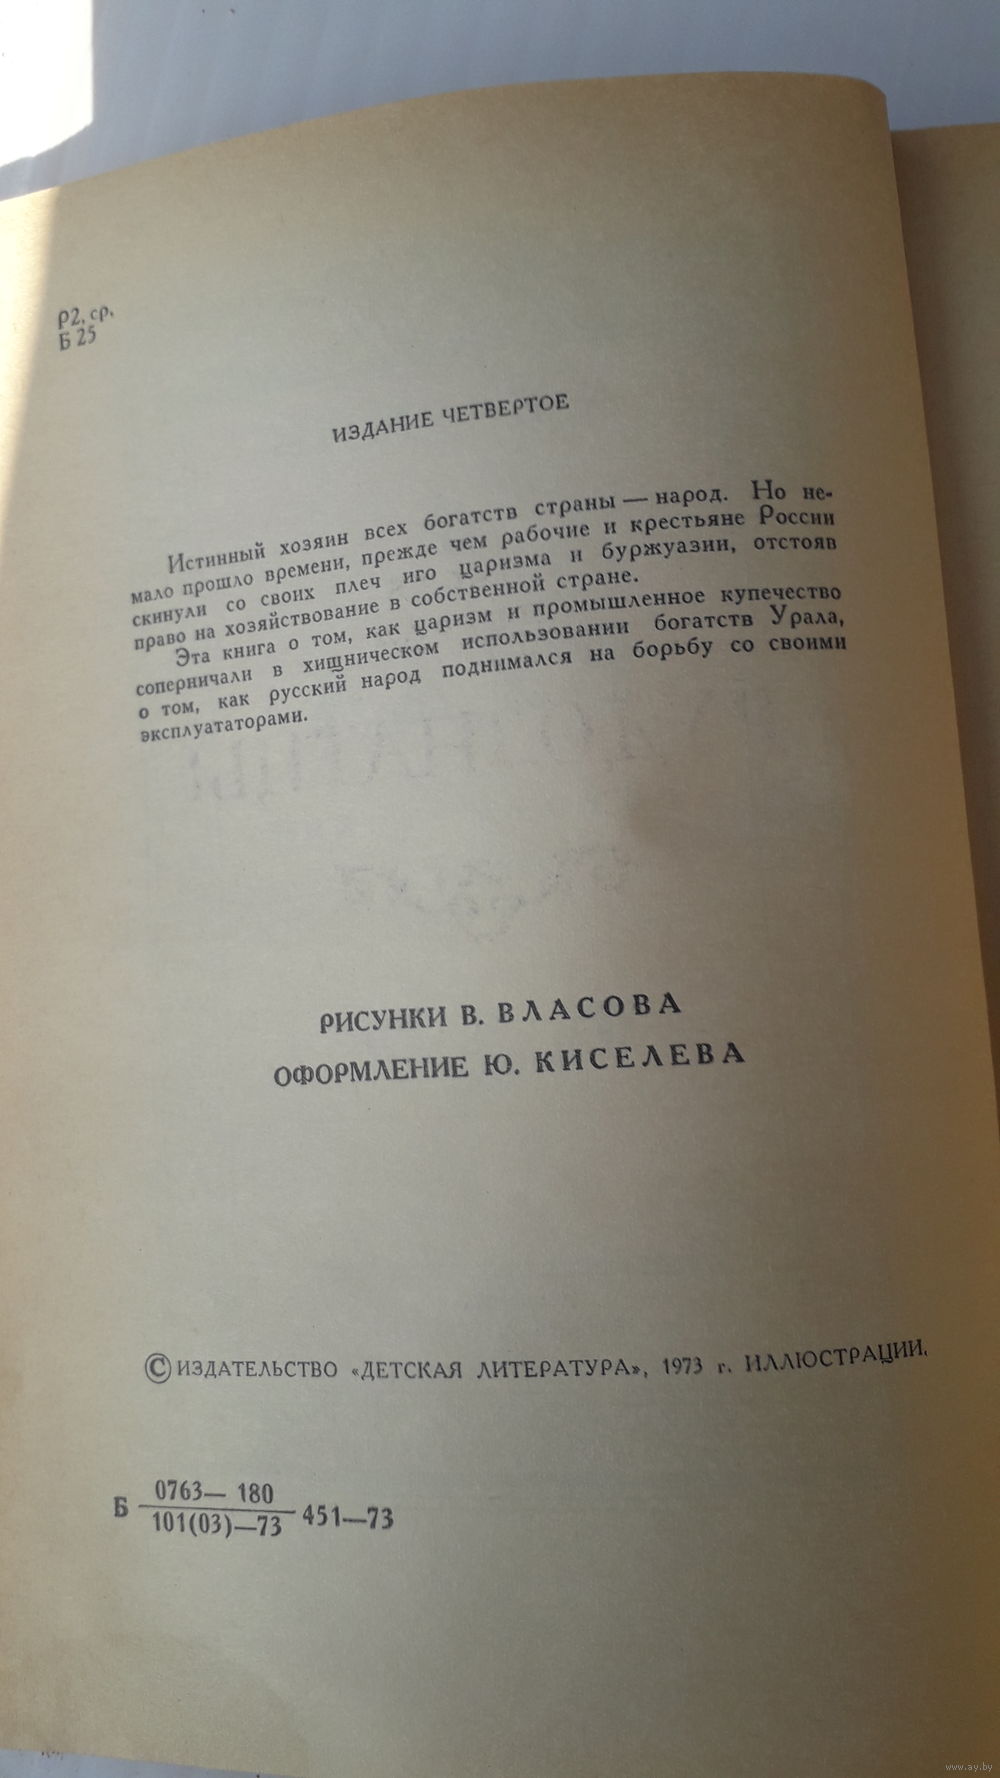 Р2. ср.
Б 25
ИЗДАНИЕ ЧЕТВЕРТОЕ
Истинный хозяин всех богатств страны — народ. Но не-
мало прошло времени, прежде чем рабочие и крестьяне России
скинули со своих плеч иго царизма и буржуазии, отстояв
право на хозяйствование в собственной стране.
Эта книга о том, как царизм и промышленное купечество
соперничали в хищническом использовании богатств Урала,
о том, как русский народ поднимался на борьбу со своими
эксплуататорами.
РИСУНКИ В. ВЛАСОВА
ОФОРМЛЕНИЕ Ю. КИСЕЛЕВА
© ИЗДАТЕЛЬСТВО «ДЕТСКАЯ ЛИТЕРАТУРА», 1973 г. ИЛЛЮСТРАЦИИ.
0763— 180
Б 451—73
101(03)—73
www.ay.by